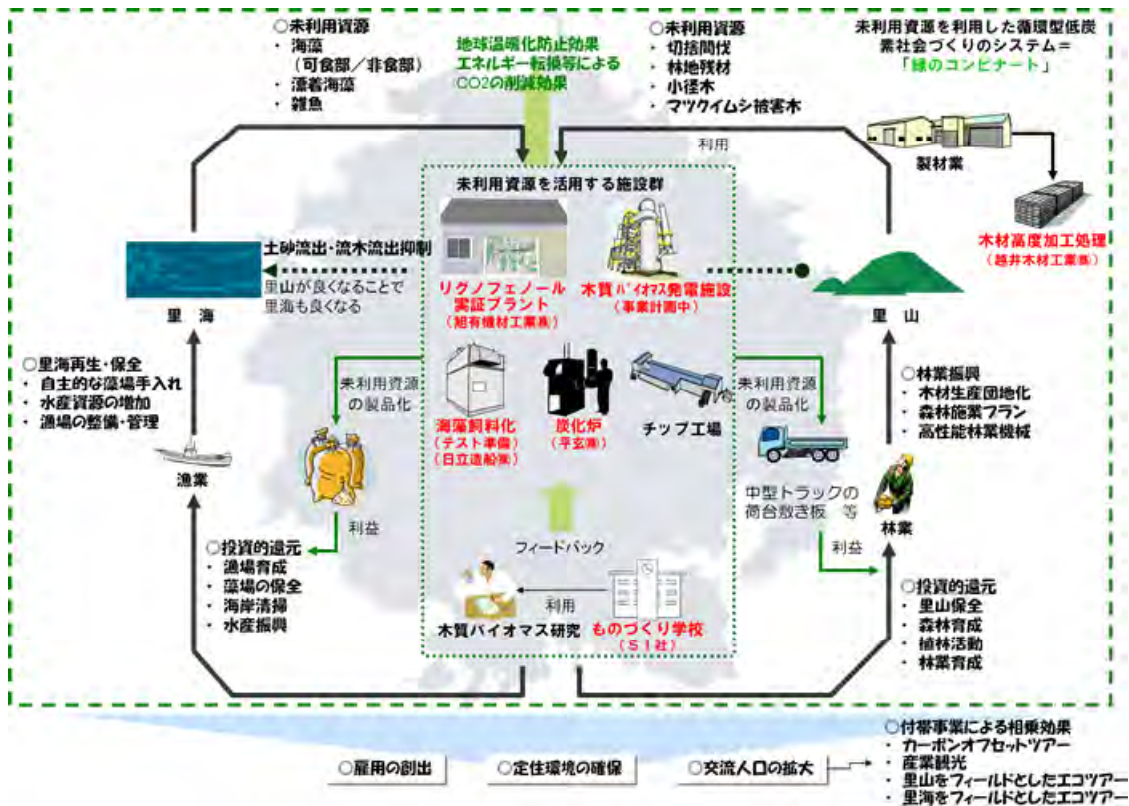 ○未利用資源
・ 海藻
（可食部／非食部）
・ 漂着海藻
・ 雑魚
地球温暖化防止効果
エネルギー転換等による
CO2の削減効果
○未利用資源
・ 切捨間伐
・ 林地残材
・ 小径木
・ マツクイムシ被害木
未利用資源を利用した循環型低炭
素社会づくりのシステム＝
「緑のコンビナート」
利用
製材業
木材高度加工処理
（越井木材工業㈱）
未利用資源を活用する施設群
土砂流出・流木流出抑制
里山が良くなることで
里海も良くなる
里 海
リグノフェノール
実証プラント
（旭有機材工業㈱）
木質バイオマス発電施設
（事業計画中）
里 山
○里海再生・保全
・ 自主的な藻場手入れ
・ 水産資源の増加
・ 漁場の整備・管理
未利用資源
の製品化
海藻飼料化
（テスト準備）
（日立造船㈱）
炭化炉
（平玄㈱）
チップ工場
未利用資源
の製品化
○林業振興
・ 木材生産団地化
・ 森林施業プラン
・ 高性能林業機械
漁業
中型トラックの
荷台敷き板 等
林業
利益
フィードバック
利益
○投資的還元
・ 漁場育成
・ 藻場の保全
・ 海岸清掃
・ 水産振興
利用
木質バイオマス研究
ものづくり学校
（５１社）
○投資的還元
・ 里山保全
・ 森林育成
・ 植林活動
・ 林業育成
○雇用の創出
○定住環境の確保
○交流人口の拡大
○付帯事業による相乗効果
・ カーボンオフセットツアー
・ 産業観光
・ 里山をフィールドとしたエコツアー
・ 里海をフィールドとしたエコツアー